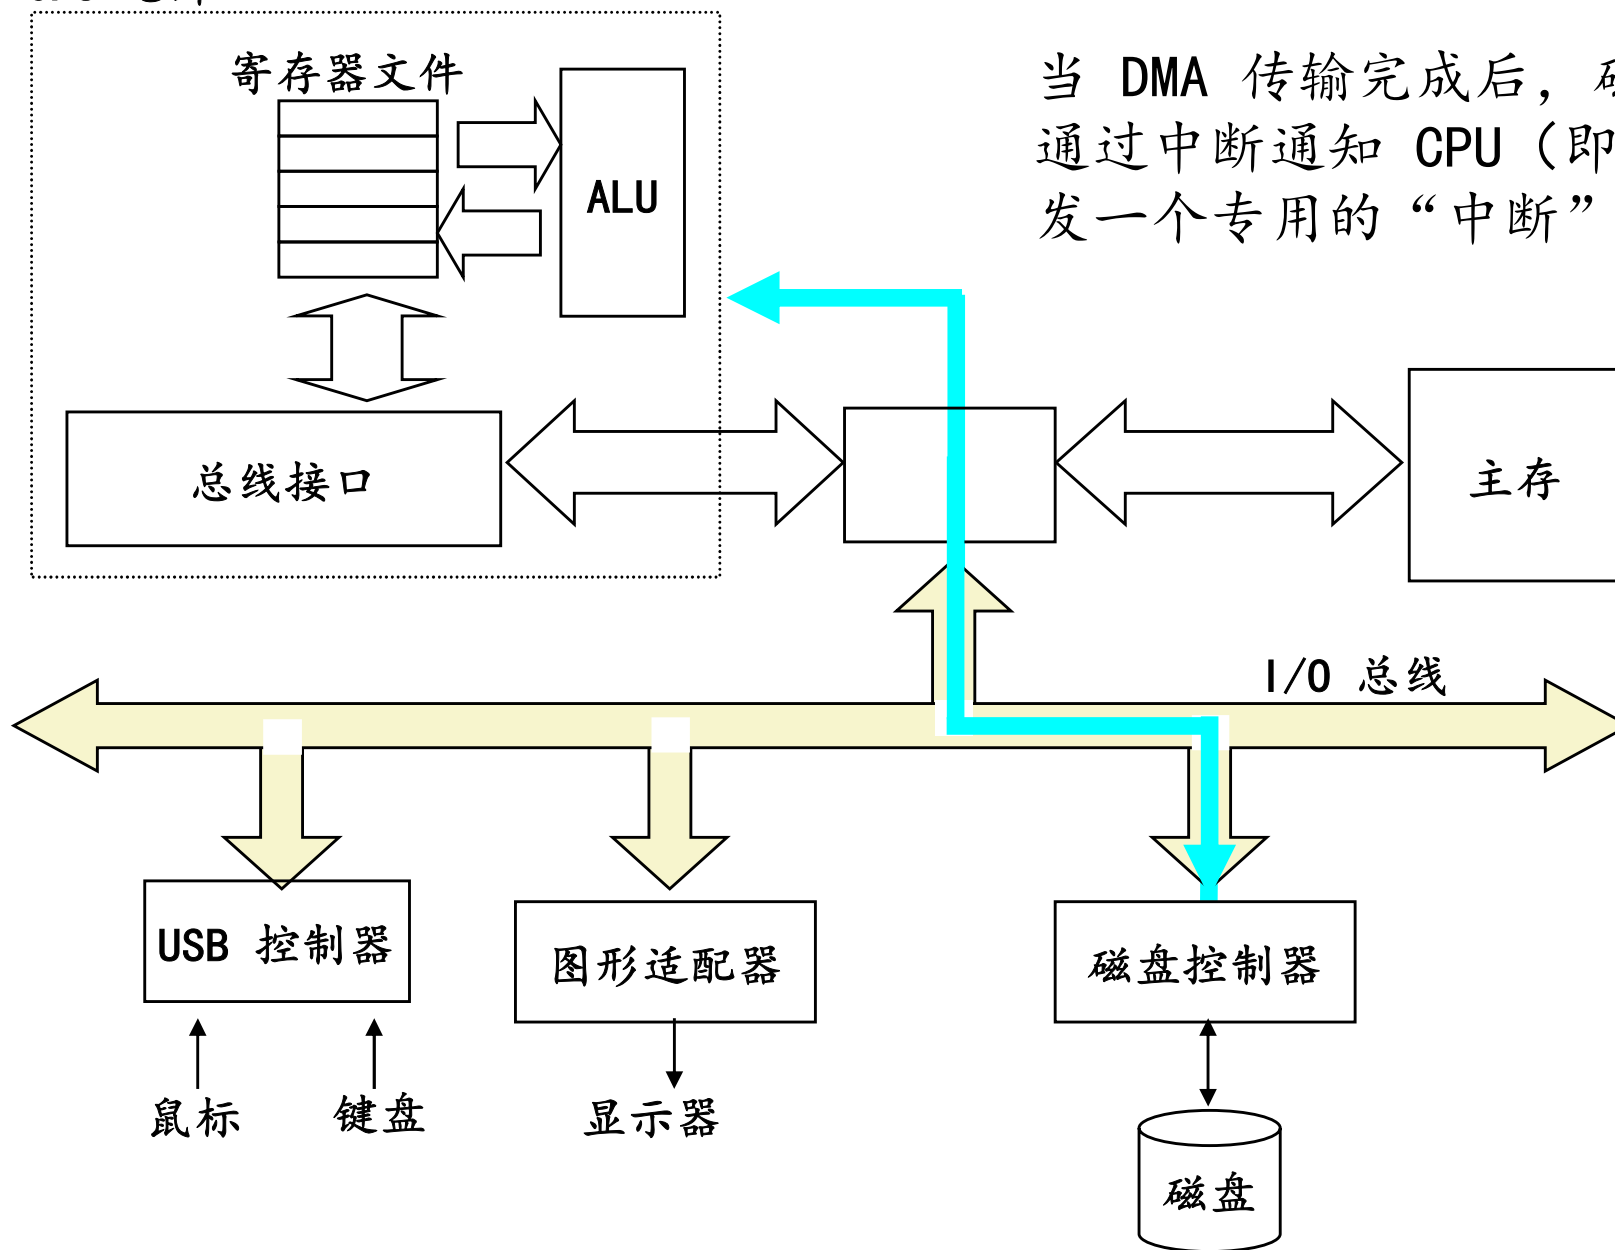 寄存器文件
当 DMA 传输完成后，
通过中断通知 CPU（即
发一个专用的“中断”
ALU
总线接口
主存
I/O 总线
USB 控制器
图形适配器
磁盘控制器
鼠标
键盘
显示器
磁盘